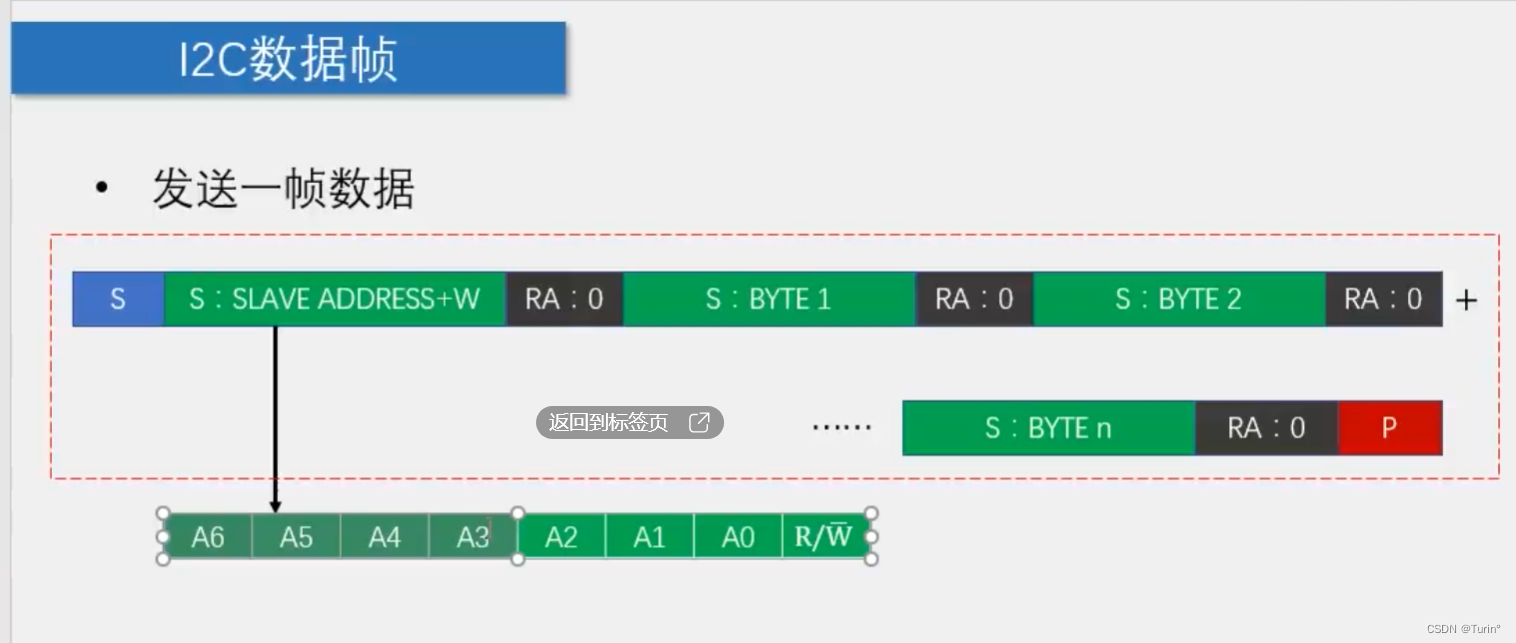 I2C数据帧
• 发送一帧数据
S S：SLAVE ADDRESS+W RA：0 S：BYTE 1 RA：0 S：BYTE 2 RA：0 +
返回到标签页 …… S：BYTE n RA：0 P
A6 A5 A4 A3 A2 A1 A0 R/W̅
CSDN @Turin°